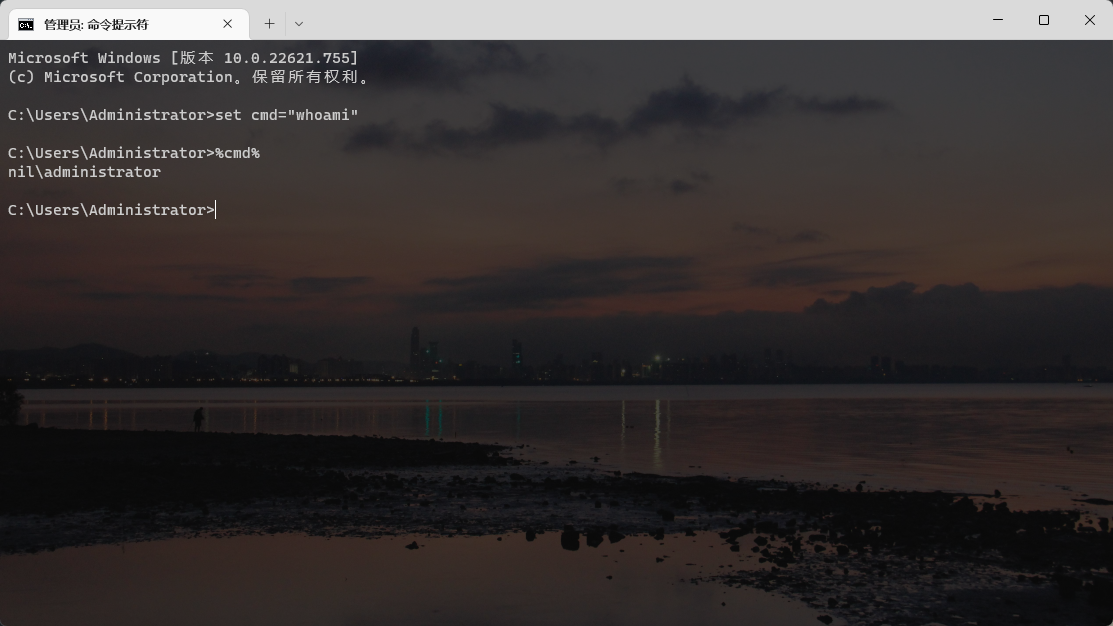 管理员: 命令提示符
Microsoft Windows [版本 10.0.22621.755]
(c) Microsoft Corporation。保留所有权利。
C:\Users\Administrator>set cmd="whoami"
C:\Users\Administrator>%cmd%
nil\administrator
C:\Users\Administrator>